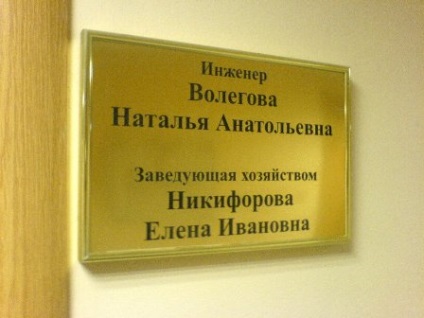 Инженер
Волегова
Наталья Анатольевна
Заведующая хозяйством
Никифорова
Елена Ивановна